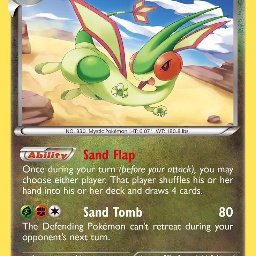 NO. 330 Mystic Pokémon HT: 6'07" WT: 180.8 lbs
Ability Sand Flap
Once during your turn (before your attack), you may
choose either player. That player shuffles his or her
hand into his or her deck and draws 4 cards.
Sand Tomb 80
The Defending Pokémon can't retreat during your
opponent's next turn.